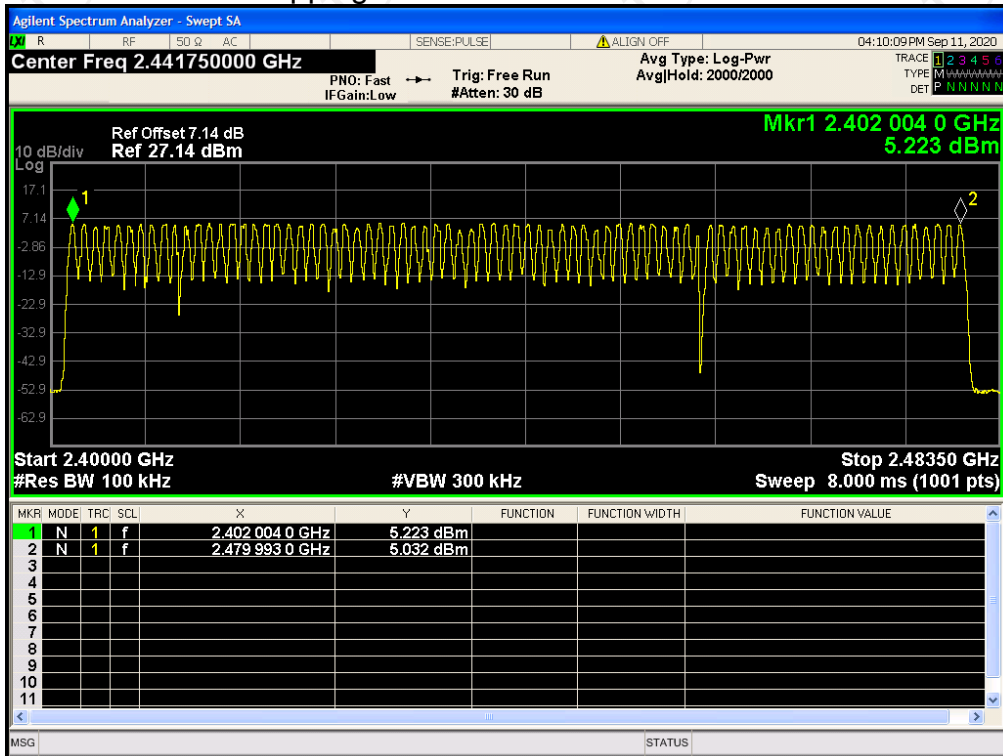 Agilent Spectrum Analyzer - Swept SA
LXI R RF 50 Ω AC SENSE:PULSE ALIGN OFF 04:10:09 PM Sep 11, 2020
Center Freq 2.441750000 GHz Avg Type: Log-Pwr TRACE 1 2 3 4 5 6
PNO: Fast Trig: Free Run Avg|Hold: 2000/2000 TYPE M
IFGain:Low #Atten: 30 dB DET P N N N N N
Mkr1 2.402 004 0 GHz
Ref Offset 7.14 dB
10 dB/div Ref 27.14 dBm 5.223 dBm
Log
17.1
1
2
7.14
-2.86
-12.9
-22.9
-32.9
-42.9
-52.9
-62.9
Start 2.40000 GHz Stop 2.48350 GHz
#Res BW 100 kHz #VBW 300 kHz Sweep 8.000 ms (1001 pts)
MKR MODE TRC SCL X Y FUNCTION FUNCTION WIDTH FUNCTION VALUE
1 N 1 f 2.402 004 0 GHz 5.223 dBm
2 N 1 f 2.479 993 0 GHz 5.032 dBm
3
4
5
6
7
8
9
10
11
MSG STATUS